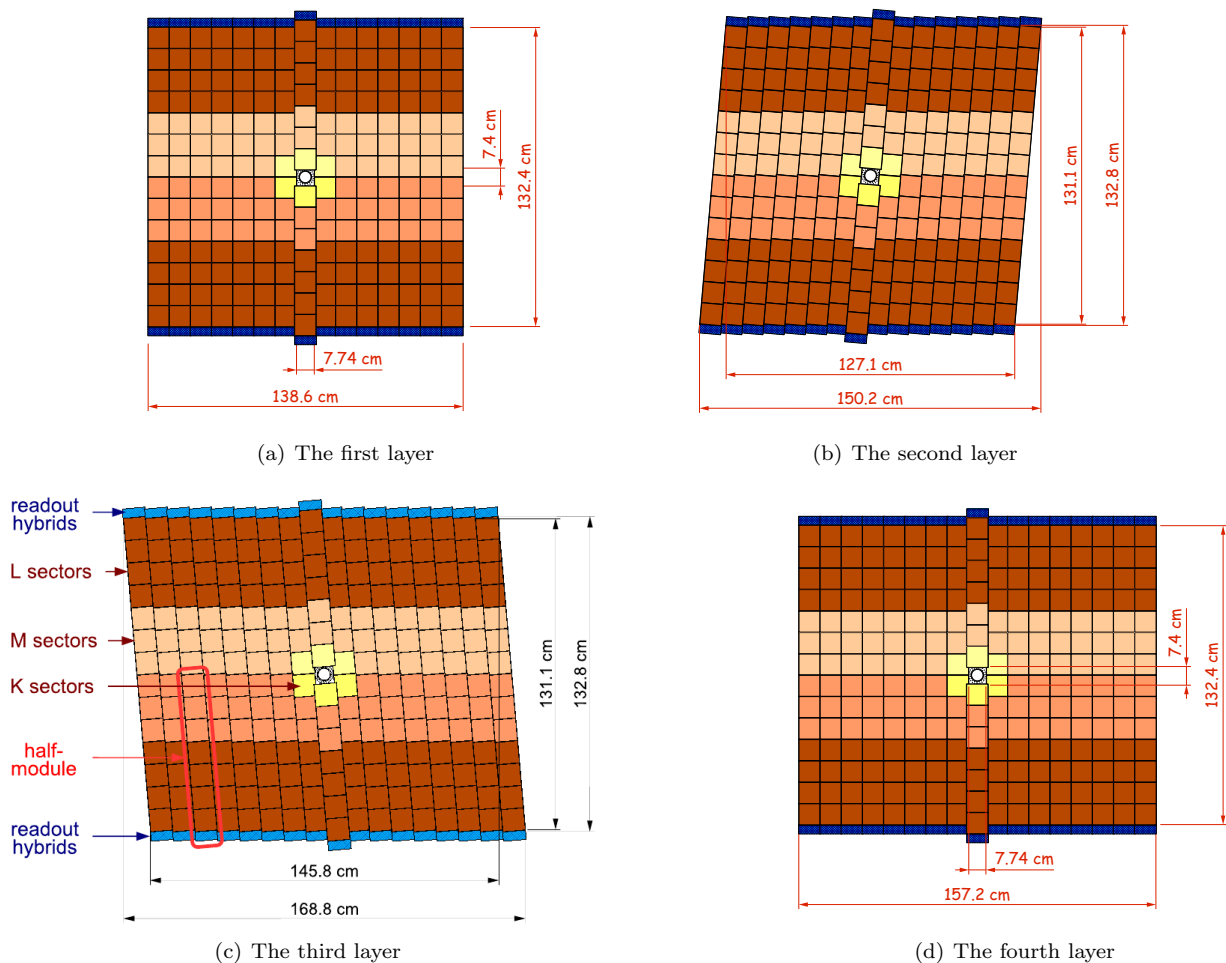 7.4 cm
132.4 cm
7.74 cm
138.6 cm
(a) The first layer
131.1 cm
132.8 cm
127.1 cm
150.2 cm
(b) The second layer
readout
hybrids
L sectors
M sectors
K sectors
half-
module
readout
hybrids
131.1 cm
132.8 cm
145.8 cm
168.8 cm
(c) The third layer
7.4 cm
132.4 cm
7.74 cm
157.2 cm
(d) The fourth layer